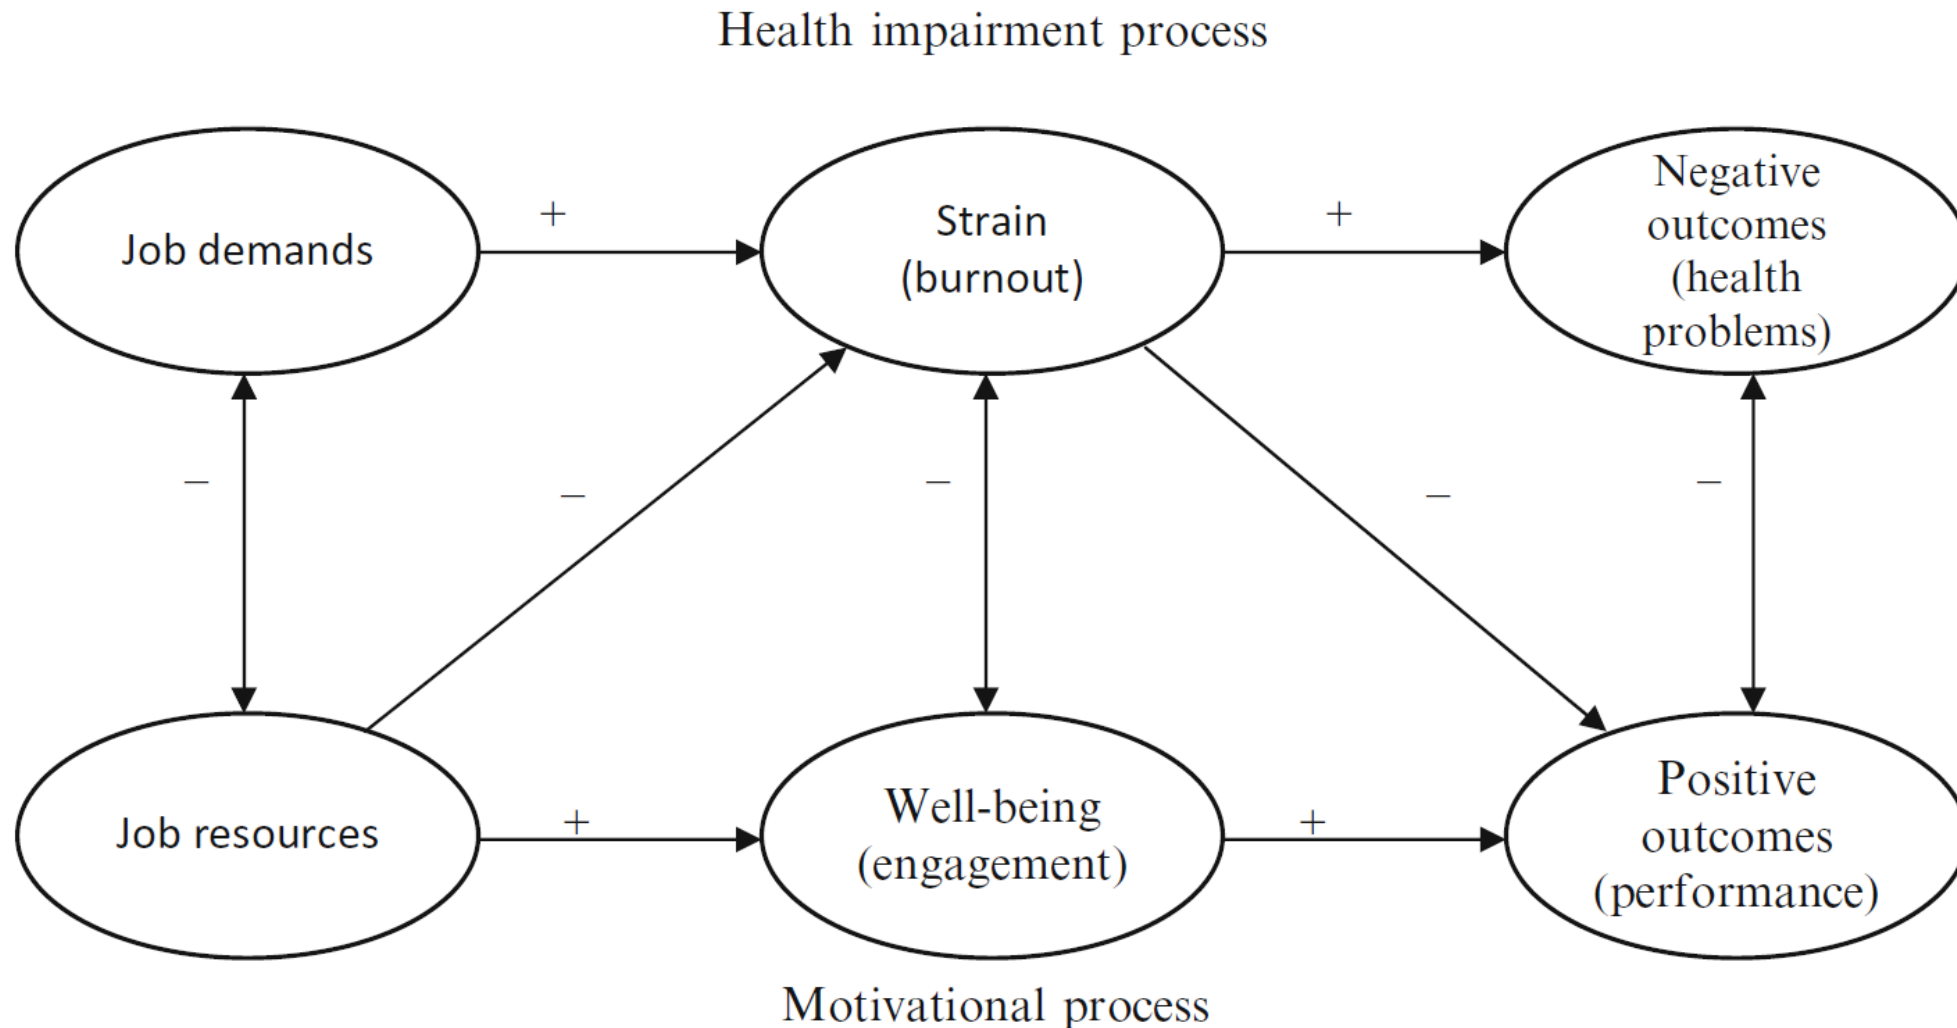 Health impairment process
Job demands
+
Strain
(burnout)
+
Negative
outcomes
(health
problems)
–
–
–
–
–
Job resources
+
Well-being
(engagement)
+
Positive
outcomes
(performance)
Motivational process